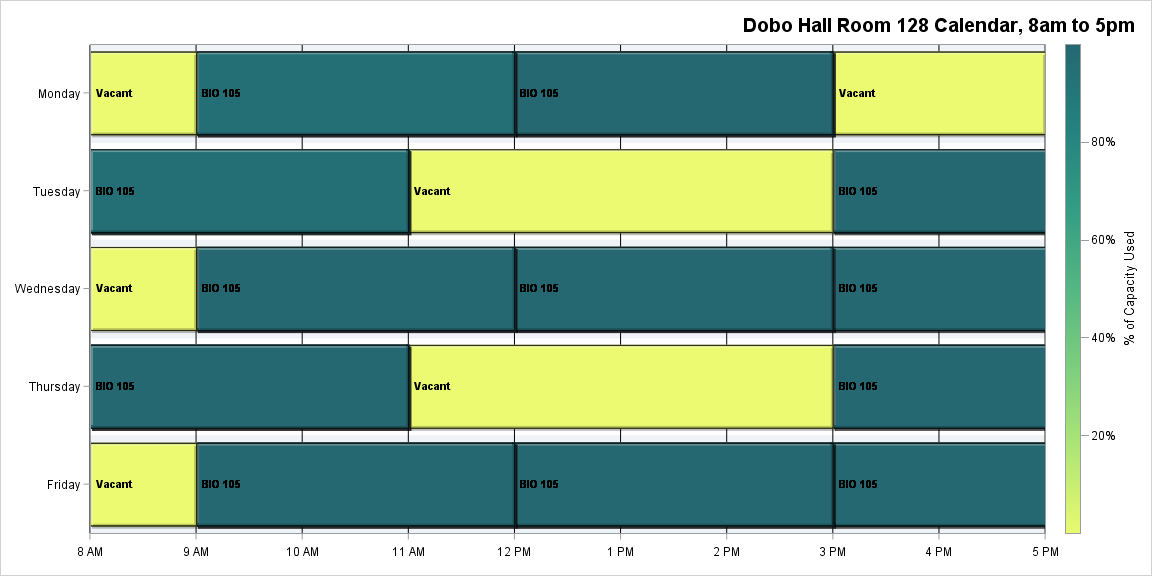 Dobo Hall Room 128 Calendar, 8am to 5pm
Monday
Vacant
BIO 105
BIO 105
Vacant
Tuesday
BIO 105
Vacant
BIO 105
Wednesday
Vacant
BIO 105
BIO 105
BIO 105
Thursday
BIO 105
Vacant
BIO 105
Friday
Vacant
BIO 105
BIO 105
BIO 105
8 AM
9 AM
10 AM
11 AM
12 PM
1 PM
2 PM
3 PM
4 PM
5 PM
80%
60%
40%
20%
% of Capacity Used